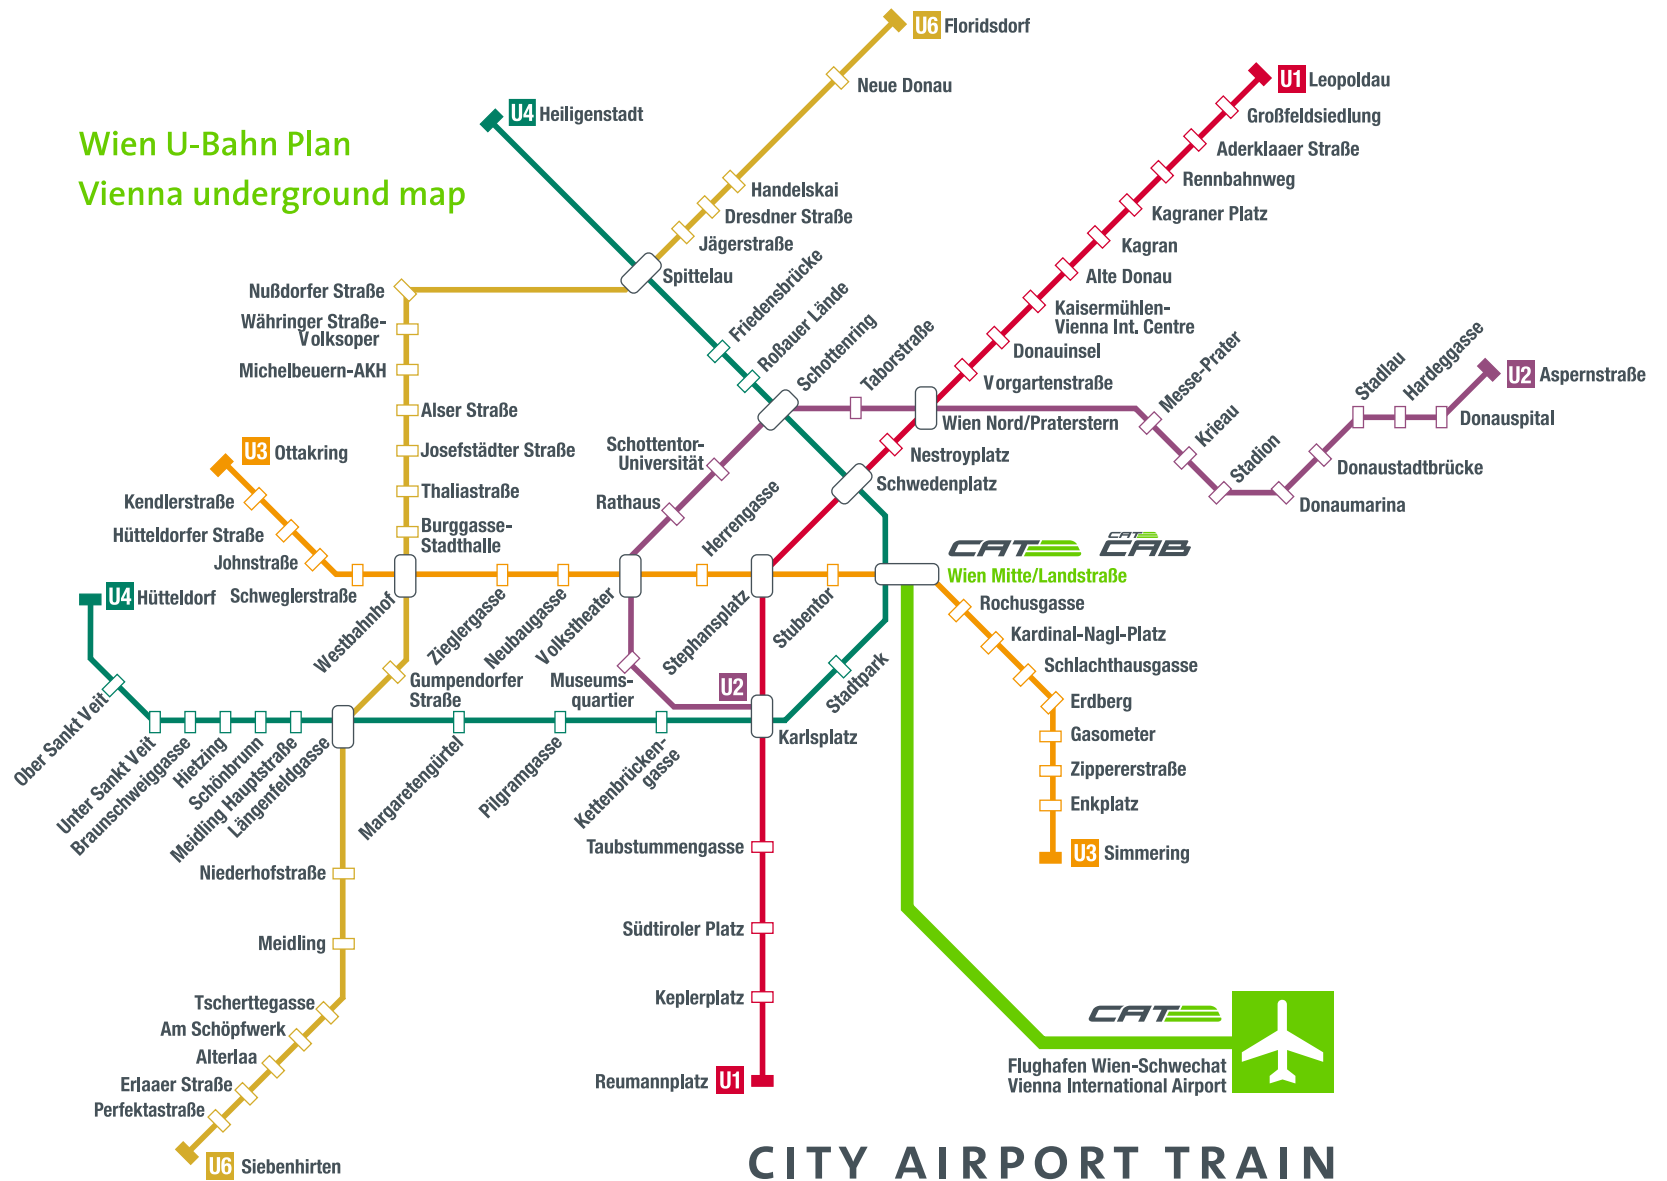 Wien U-Bahn Plan
Vienna underground map
U6 Floridsdorf
Neue Donau
Handelskai
Dresdner Straße
Jägerstraße
Spittelau
U4 Heiligenstadt
U1 Leopoldau
Großfeldsiedlung
Aderklaaer Straße
Rennbahnweg
Kagraner Platz
Kagran
Alte Donau
Kaisermühlen-
Vienna Int. Centre
Donauinsel
Vorgartenstraße
Wien Nord/Praterstern
Nestroyplatz
Schwedenplatz
Friedensbrücke
Roßauer Lände
Schottenring
Taborstraße
Messe-Prater
Krieau
Stadion
Donaumarina
Donaustadtbrücke
Stadlau
Hardeggasse
Donauspital
U2 Aspernstraße
Nußdorfer Straße
Währinger Straße-
Volksoper
Michelbeuern-AKH
Alser Straße
Josefstädter Straße
Thaliastraße
Burggasse-
Stadthalle
U3 Ottakring
Kendlerstraße
Hütteldorfer Straße
Johnstraße
Schweglerstraße
Westbahnhof
Zieglergasse
Neubaugasse
Volkstheater
Schottentor-
Universität
Rathaus
Herrengasse
Stephansplatz
Stubentor
CAT
CAT
CAB
Wien Mitte/Landstraße
Rochusgasse
Kardinal-Nagl-Platz
Schlachthausgasse
Erdberg
Gasometer
Zippererstraße
Enkplatz
U3 Simmering
U4 Hütteldorf
Ober Sankt Veit
Unter Sankt Veit
Braunschweiggasse
Hietzing
Schönbrunn
Meidling Hauptstraße
Längenfeldgasse
Gumpendorfer
Straße
Margaretengürtel
Pilgramgasse
Kettenbrücken-
gasse
Museums-
quartier
U2
Karlsplatz
Stadtpark
Taubstummengasse
Südtiroler Platz
Keplerplatz
Reumannplatz U1
Niederhofstraße
Meidling
Tscherttegasse
Am Schöpfwerk
Alterlaa
Erlaaer Straße
Perfektastraße
U6 Siebenhirten
CAT
Flughafen Wien-Schwechat
Vienna International Airport
CITY AIRPORT TRAIN